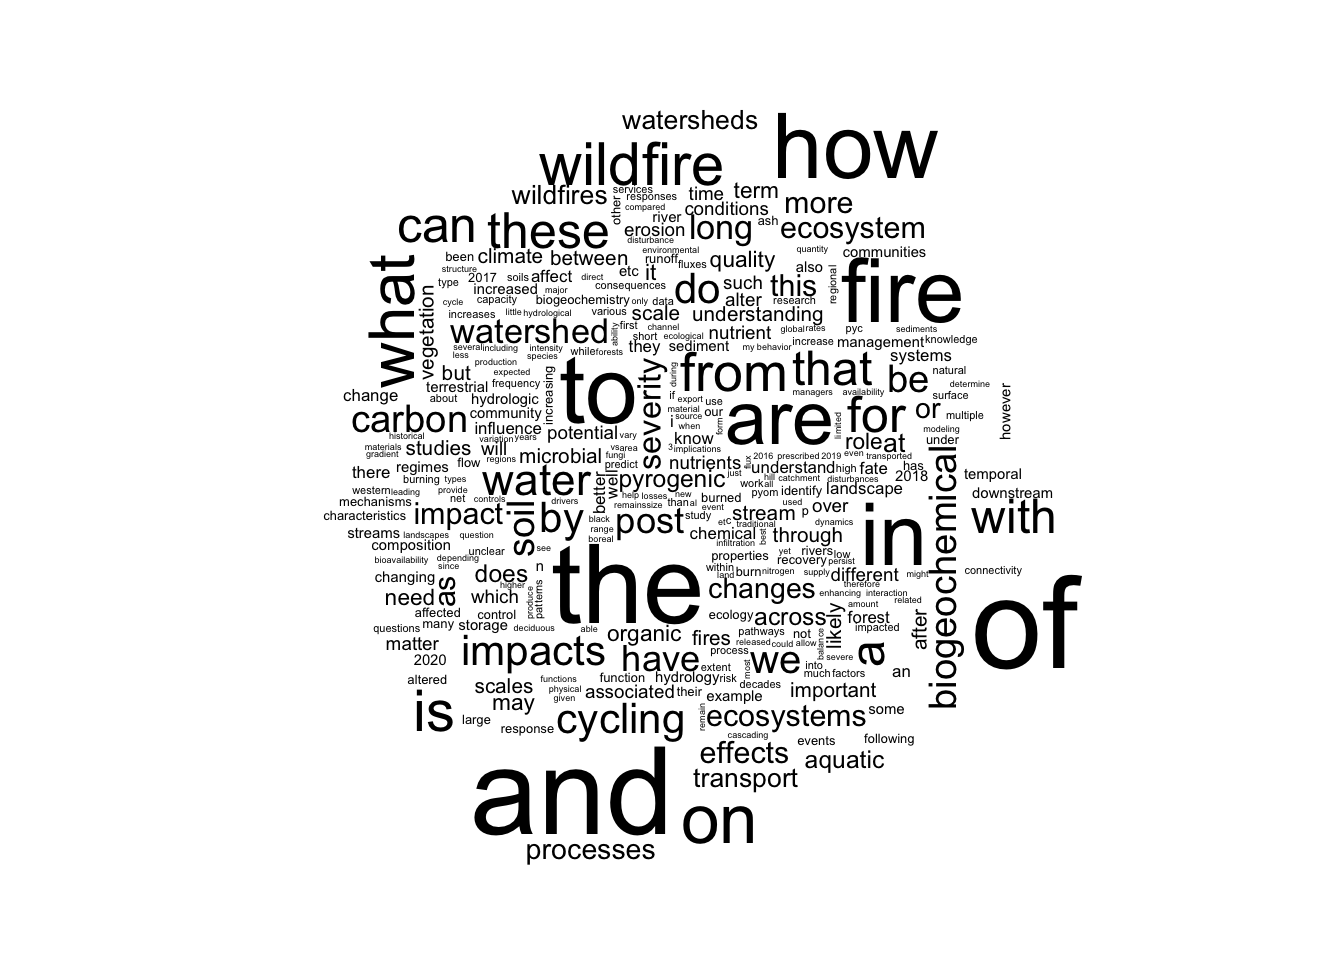 watersheds
how
wildfire
wildfires
services
responses
time
term
other
compared
conditions
more
river
can
these
erosion
long
ash
ecosystem
disturbance
what
been
climate
between
environmental
runoff
fluxes
quality
quantity
communities
structure
type
2017
soils
affect
direct
etc
it
also
regional
fire
vegetation
increased
major
consequences
do
such
this
cycle
capacity
biogeochemistry
only
data
alter
research
increases
little
hydrological
various
scale
understanding
watershed
ability
first
channel
short
ecological
nutrient
global
rates
pyc
sediments
several
including
intensity
while
forests
they
sediment
my
behavior
increase
management
knowledge
less
species
production
but
expected
to
severity
during
from
that
be
systems
natural
terrestrial
frequency
increasing
if
export
use
managers
availability
determine
surface
change
about
hydrologic
material
carbon
community
i
source
our
are
limited
for
or
multiple
however
historical
influence
when
form
modeling
variation
years
potential
vary
know
role
at
under
materials
studies
will
vs
area
3
implications
gradient
microbial
fungi
flux
2016
prescribed
2019
even
transported
there
regimes
flow
regions
predict
nutrients
just
understand
high
fate
has
biogeochemical
temporal
burning
types
water
better
well
pyrogenic
work
all
hill
catchment
disturbances
2018
western
leading
provide
drivers
help
losses
new
burned
pyom
identify
landscape
downstream
mechanisms
net
controls
remains
size
than
al
event
used
characteristics
impact
soil
by
black
post
study
etc
stream
p
over
in
with
streams
landscapes
question
range
traditional
dynamics
chemical
best
through
composition
unclear
see
boreal
infiltration
bioavailability
depending
the
properties
yet
rivers
low
since
recovery
persist
changing
as
does
n
within
land
burn
nitrogen
supply
different
might
connectivity
of
need
which
higher
produce
patterns
changes
therefore
enhancing
interaction
affected
control
ecology
across
likely
amount
related
many
storage
deciduous
able
forest
after
questions
organic
fires
pathways
not
balance
impacted
matter
impacts
released
could
allow
a
2020
have
process
most
we
into
severe
an
altered
extent
much
factors
scales
functions
function
hydrology
risk
decades
physical
associated
their
example
important
is
may
given
large
response
cycling
remain
ecosystems
some
cascading
events
following
effects
aquatic
transport
and
on
processes